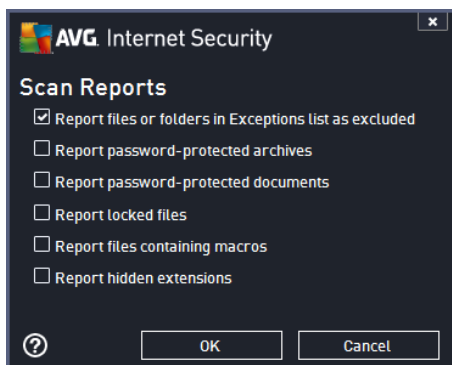 AVG. Internet Security
Scan Reports
Report files or folders in Exceptions list as excluded
Report password-protected archives
Report password-protected documents
Report locked files
Report files containing macros
Report hidden extensions
OK
Cancel